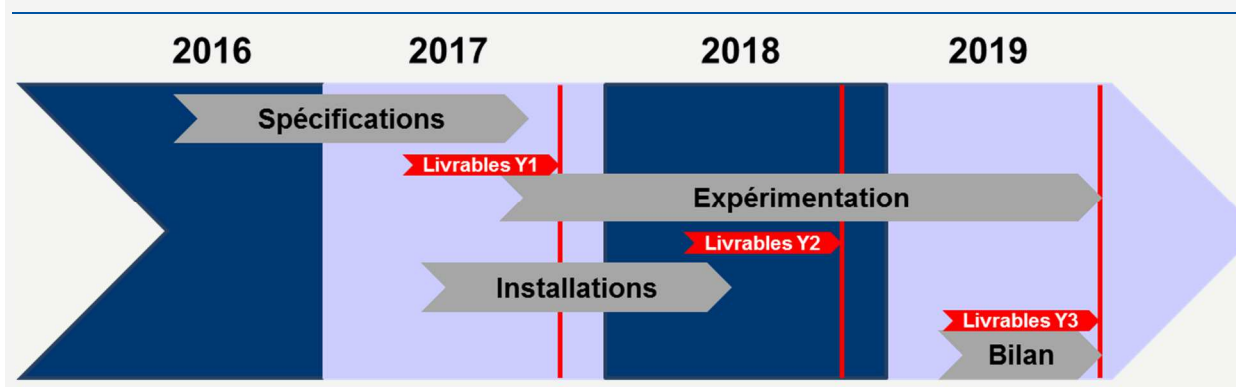 2016 2017 2018 2019
Spécifications
Livrables Y1
Expérimentation
Livrables Y2
Installations
Livrables Y3
Bilan